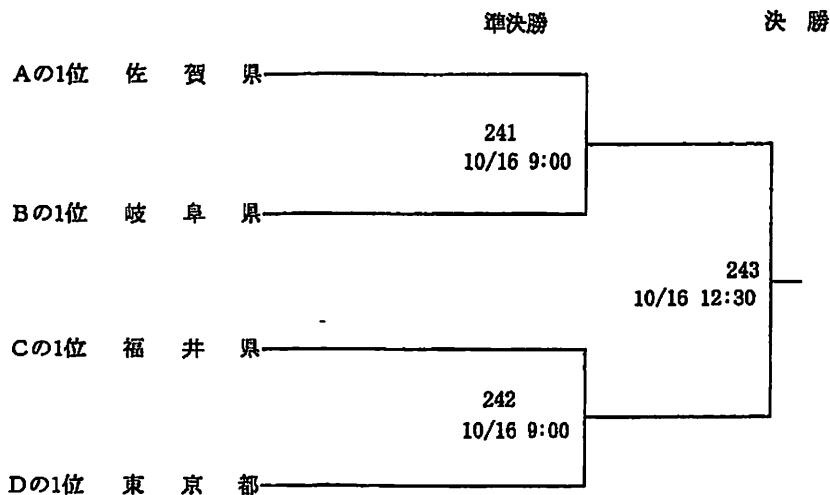 準決勝 決 勝
Aの1位 佐 賀 県
241
10/16 9:00
Bの1位 岐 阜 県
243
10/16 12:30
Cの1位 福 井 県
242
10/16 9:00
Dの1位 東 京 都